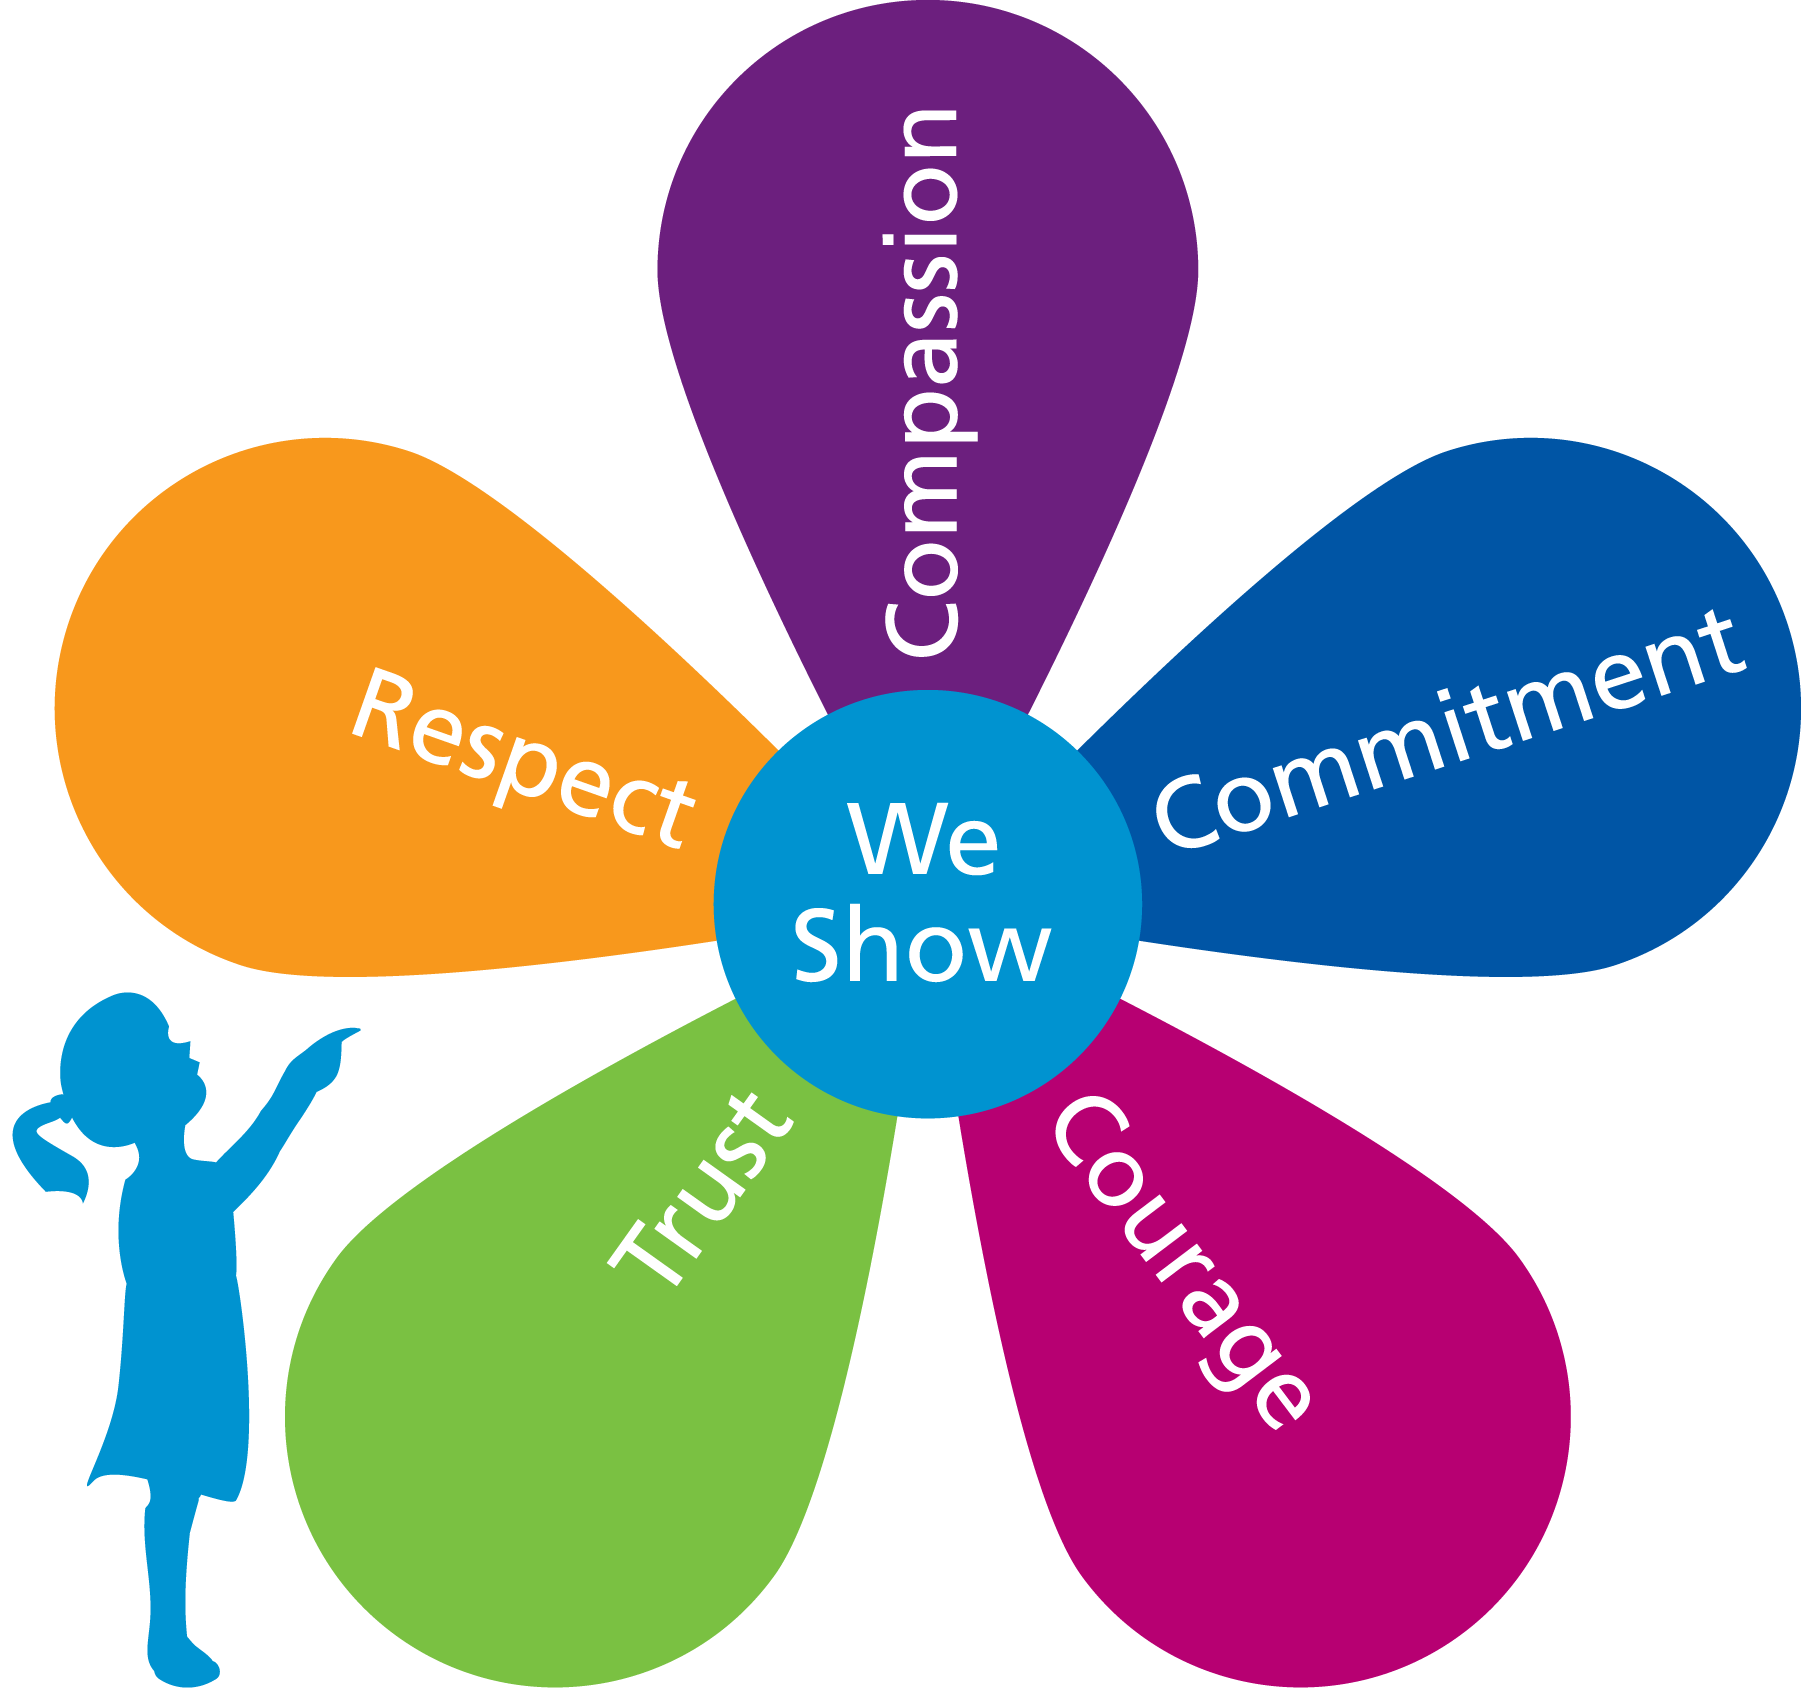 We
Show
Compassion
Commitment
Courage
Trust
Respect